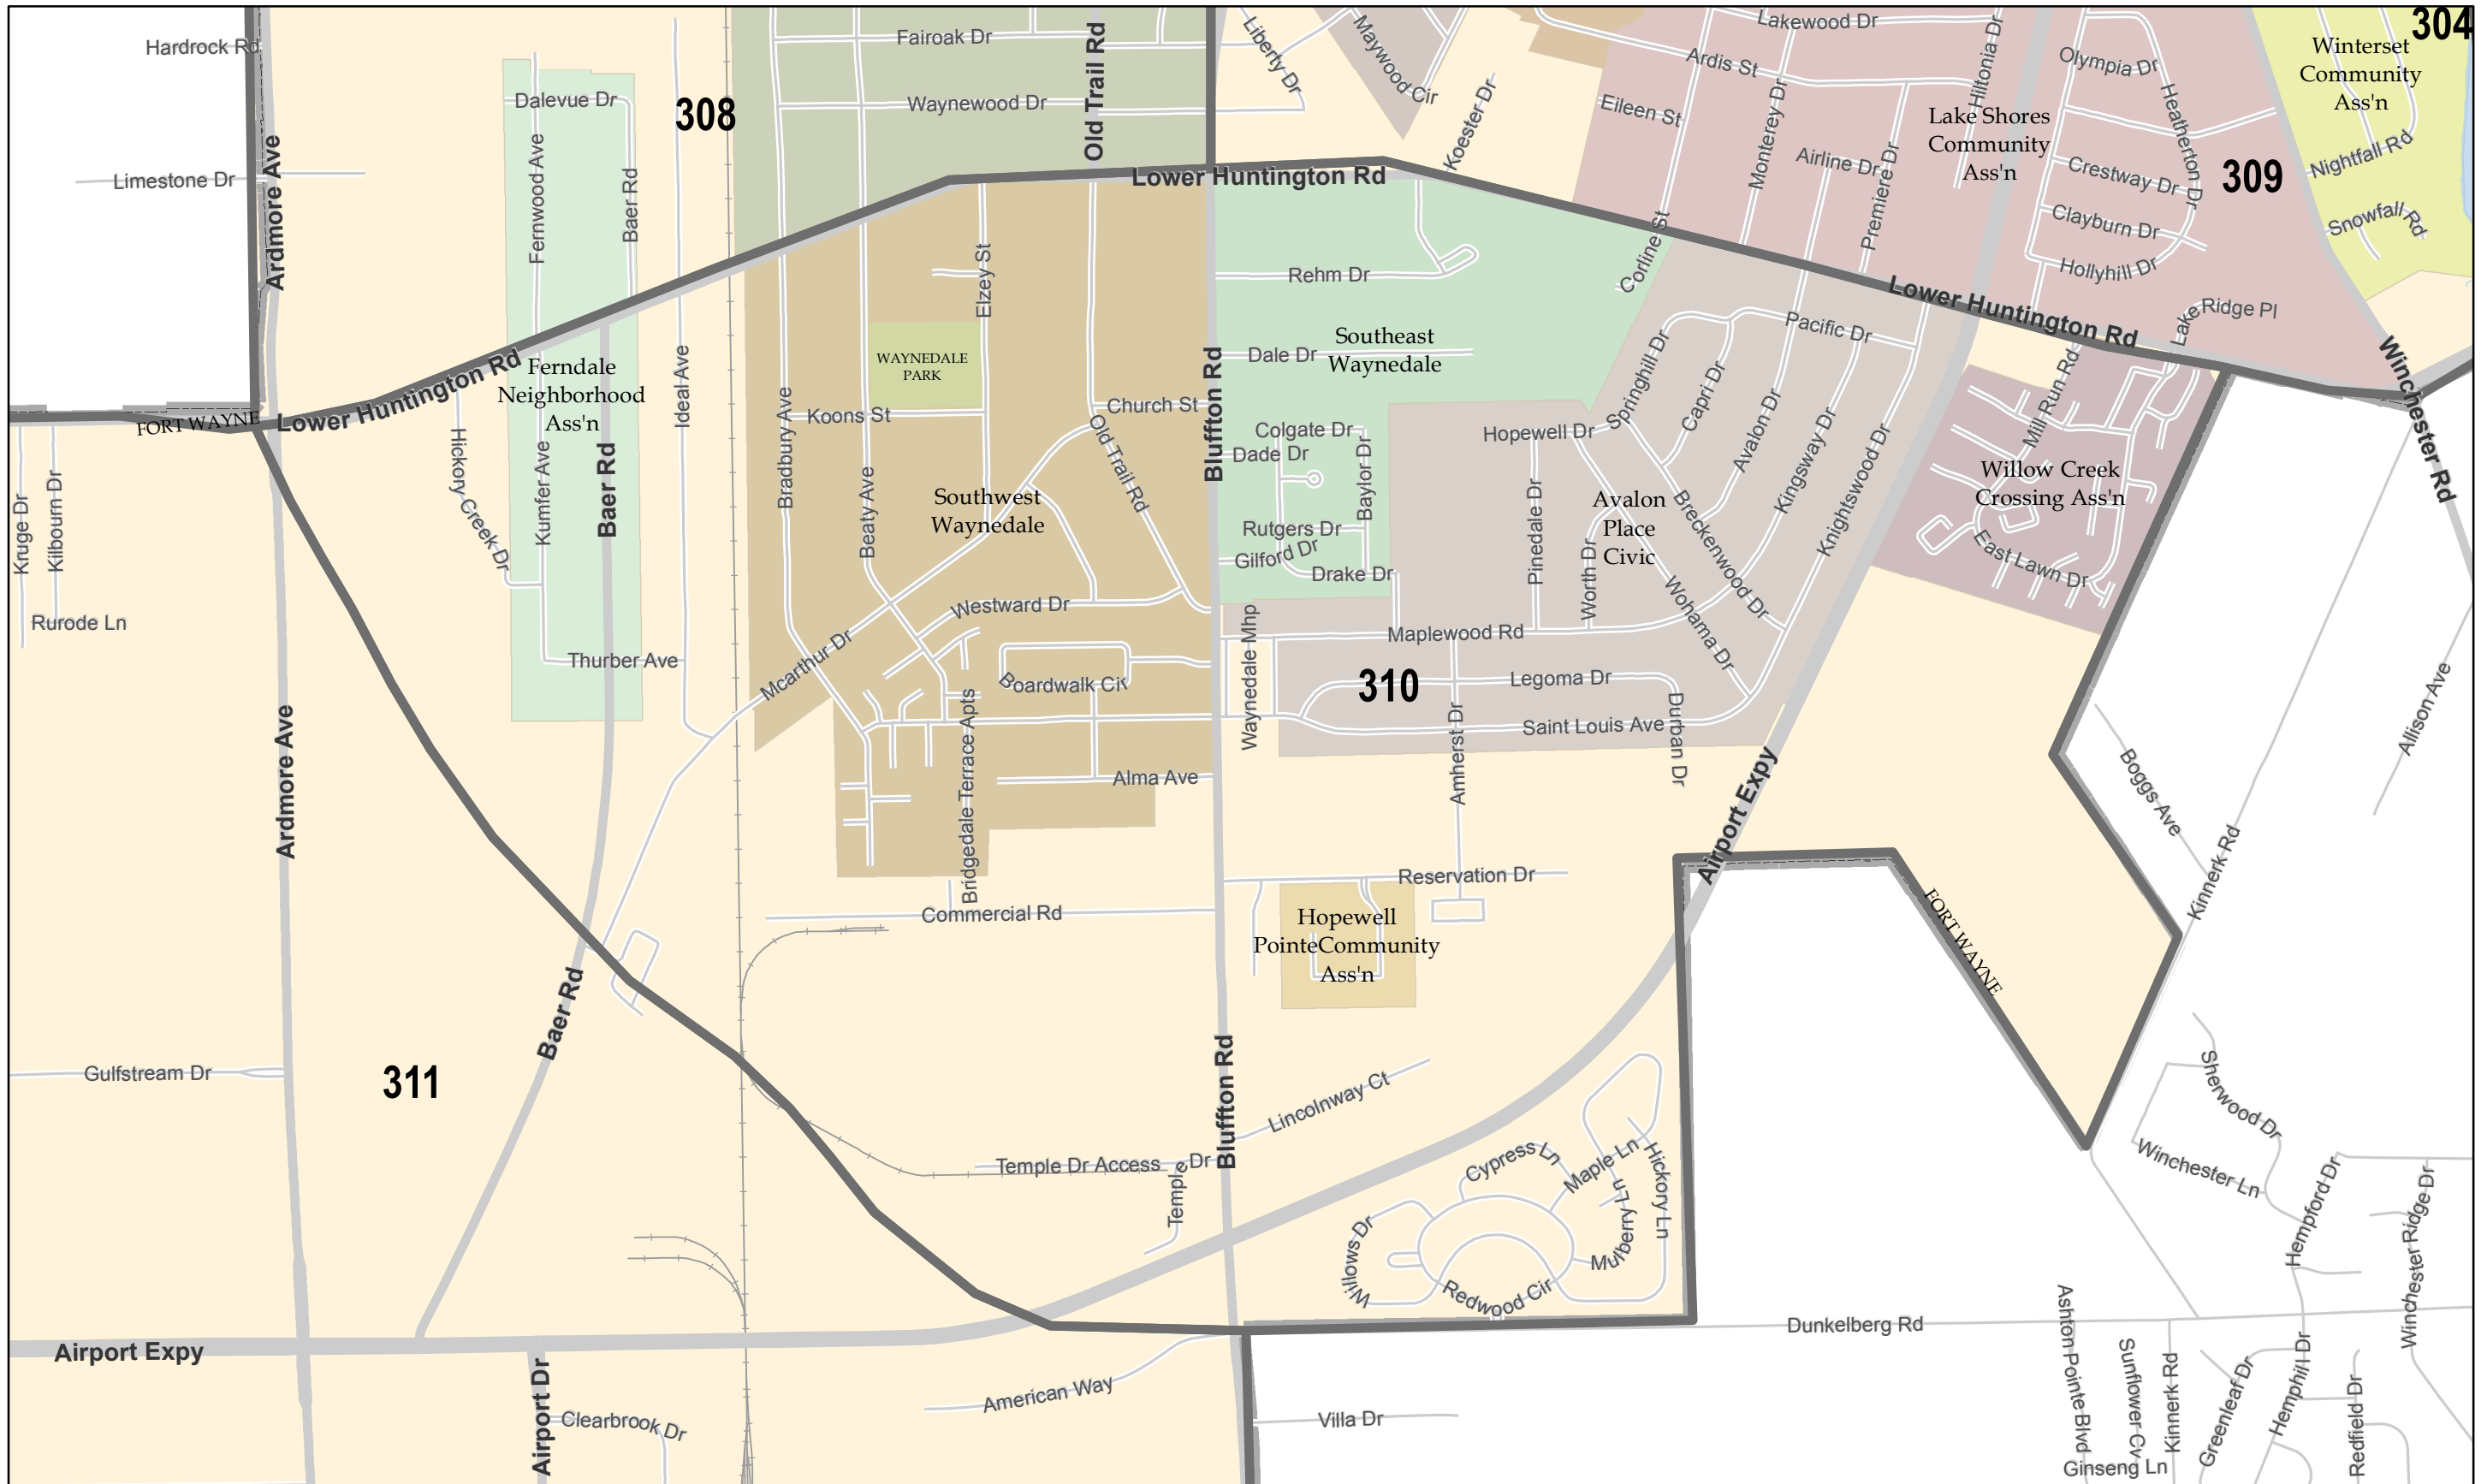 Hardrock Rd
Limestone Dr
Ardmore Ave
Dalevue Dr
Fernwood Ave
Baer Rd
308
Fairoak Dr
Waynewood Dr
Old Trail Rd
Liberty Dr
Maywood Cir
Koester Dr
Lakewood Dr
Ardis St
Eileen St
Monterey Dr
Airline Dr
Premiere Dr
Hiltonia Dr
Lake Shores
Community
Ass'n
Olympia Dr
Heatherton Dr
Crestway Dr
Clayburn Dr
Hollyhill Dr
309
304
Winterset
Community
Ass'n
Nightfall Rd
Snowfall Rd
Lower Huntington Rd
Corline St
Rehm Dr
Elzey St
Lower Huntington Rd
Lake Ridge Pl
Winchester Rd
FORT WAYNE
Lower Huntington Rd
Ferndale
Neighborhood
Ass'n
Ideal Ave
WAYNEDALE
PARK
Southeast
Waynedale
Dale Dr
Bluffton Rd
Springhill Dr
Pacific Dr
Capri Dr
Avalon Dr
Kingsway Dr
Knightswood Dr
Mill Run Rd
Willow Creek
Crossing Ass'n
East Lawn Dr
Kruge Dr
Kilbourn Dr
Rurode Ln
Hickory Creek Dr
Kumfer Ave
Baer Rd
Thurber Ave
Bradbury Ave
Koons St
Beaty Ave
Church St
Old Trail Rd
Southwest
Waynedale
Colgate Dr
Dade Dr
Baylor Dr
Rutgers Dr
Gilford Dr
Drake Dr
Hopewell Dr
Pinedale Dr
Worth Dr
Avalon
Place
Civic
Breckenwood Dr
Wohama Dr
Westward Dr
Mcarthur Dr
Boardwalk Cir
Bridgedale Terrace Apts
Alma Ave
Waynedale Mhp
Maplewood Rd
310
Legoma Dr
Saint Louis Ave
Durban Dr
Amherst Dr
Airport Expy
Allison Ave
Boggs Ave
Kinnerk Rd
Ardmore Ave
Commercial Rd
Reservation Dr
Hopewell
PointeCommunity
Ass'n
FORT WAYNE
Baer Rd
Gulfstream Dr
311
Bluffton Rd
Lincolnway Ct
Temple Dr Access
Temple Dr
Cypress Ln
Maple Ln
Hickory Ln
Mulberry Ln
Willows Dr
Redwood Cir
Sherwood Dr
Winchester Ln
Hempford Dr
Winchester Ridge Dr
Airport Expy
Airport Dr
Clearbrook Dr
American Way
Villa Dr
Dunkelberg Rd
Ashton Pointe Blvd
Sunflower Cv
Kinnerk Rd
Greenleaf Dr
Hemphill Dr
Redfield Dr
Ginseng Ln